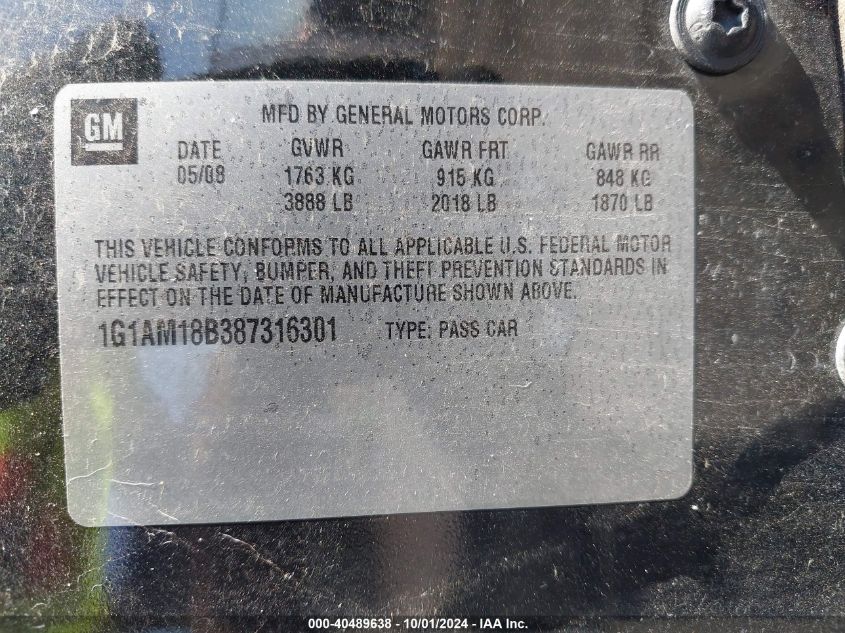 GM
MFD BY GENERAL MOTORS CORP.
DATE GVWR GAWR FRT GAWR RR
05/08 1763 KG 915 KG 848 KG
3888 LB 2018 LB 1870 LB
THIS VEHICLE CONFORMS TO ALL APPLICABLE U.S. FEDERAL MOTOR
VEHICLE SAFETY, BUMPER, AND THEFT PREVENTION STANDARDS IN
EFFECT ON THE DATE OF MANUFACTURE SHOWN ABOVE.
1G1AM18B387316301 TYPE: PASS CAR
000-40489638 - 10/01/2024 - IAA Inc.